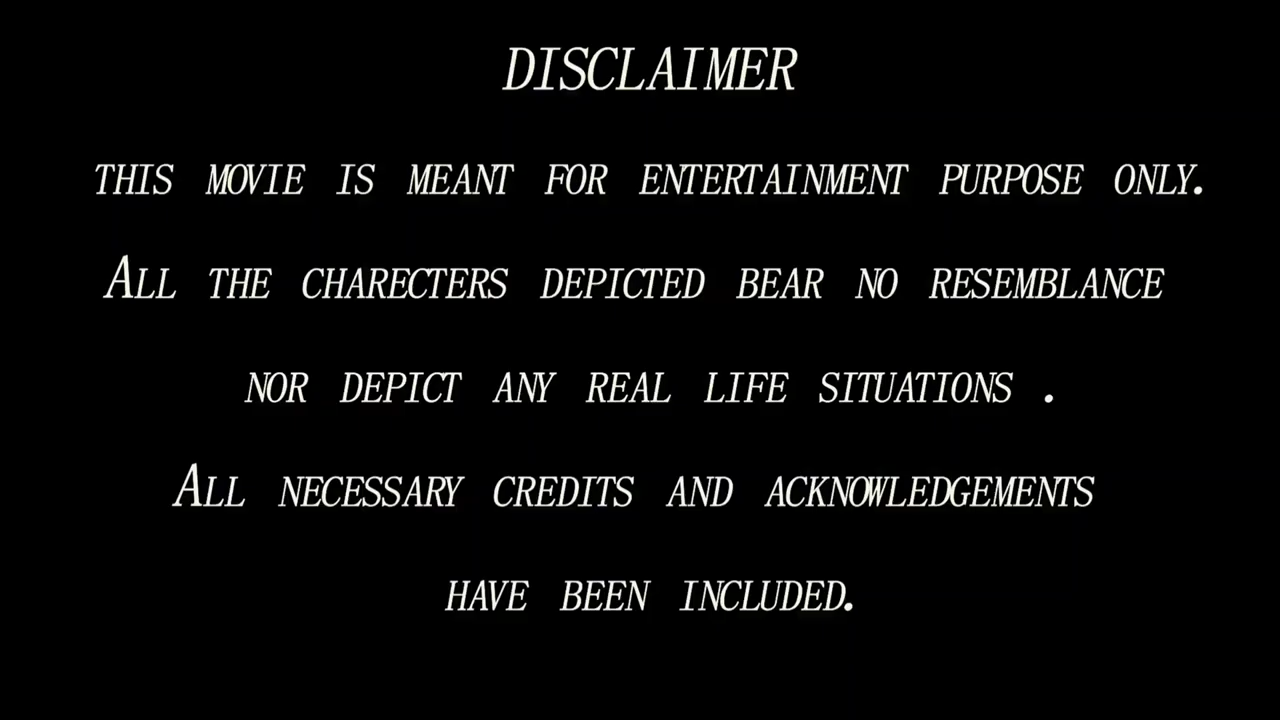 DISCLAIMER
THIS MOVIE IS MEANT FOR ENTERTAINMENT PURPOSE ONLY.
ALL THE CHARECTERS DEPICTED BEAR NO RESEMBLANCE
NOR DEPICT ANY REAL LIFE SITUATIONS .
ALL NECESSARY CREDITS AND ACKNOWLEDGEMENTS
HAVE BEEN INCLUDED.